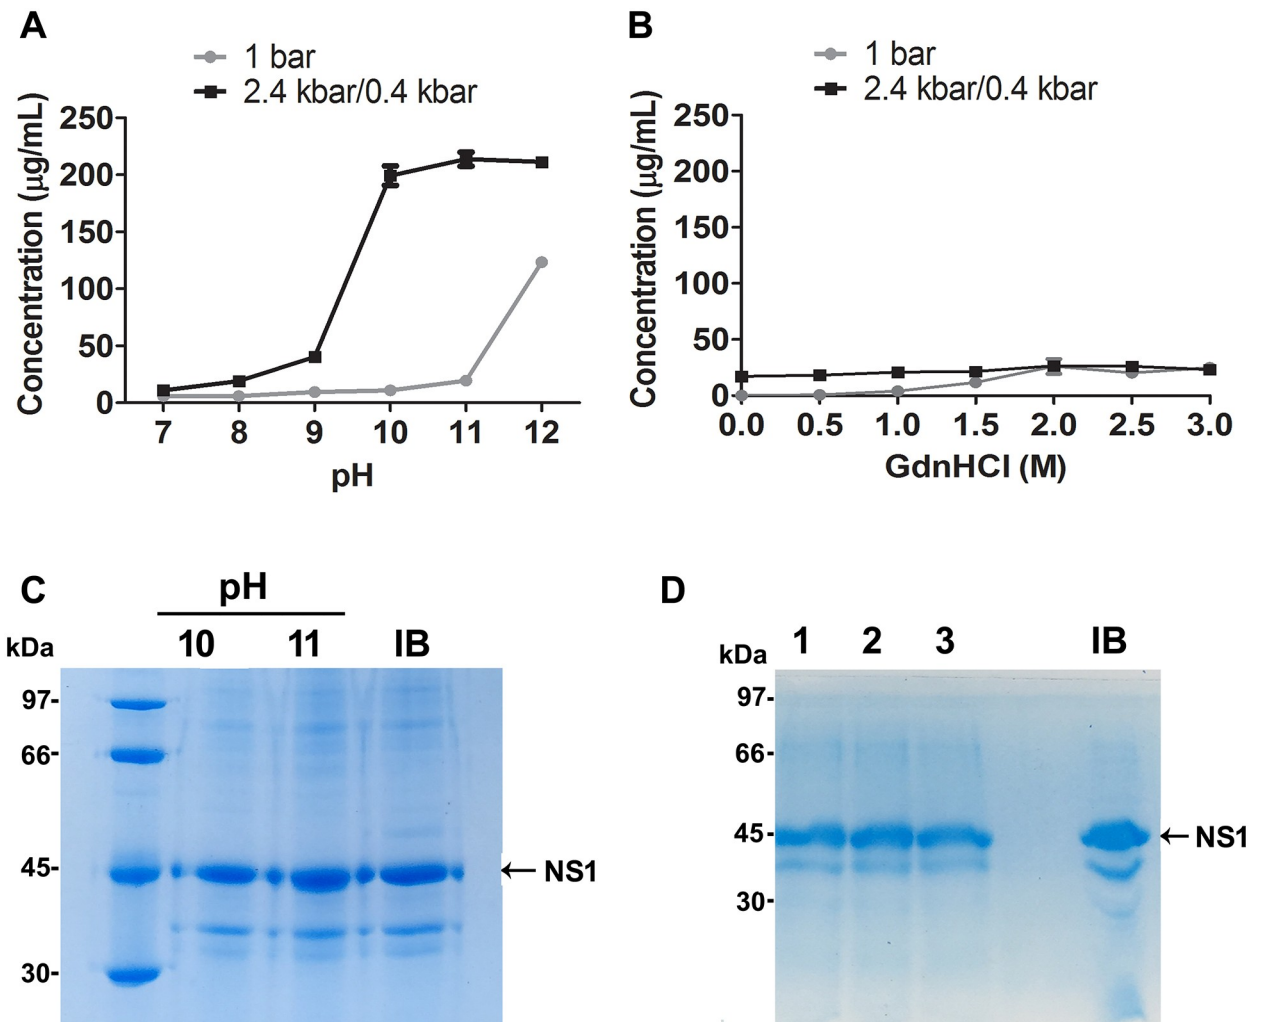 A
1 bar
2.4 kbar/0.4 kbar
Concentration (µg/mL)
250
200
150
100
50
0
7 8 9 10 11 12
pH
B
1 bar
2.4 kbar/0.4 kbar
Concentration (µg/mL)
250
200
150
100
50
0
0.0 0.5 1.0 1.5 2.0 2.5 3.0
GdnHCl (M)
C
pH
kDa 10 11 IB
97-
66-
45-
30-
NS1
D
kDa 1 2 3 IB
97-
66-
45-
30-
NS1